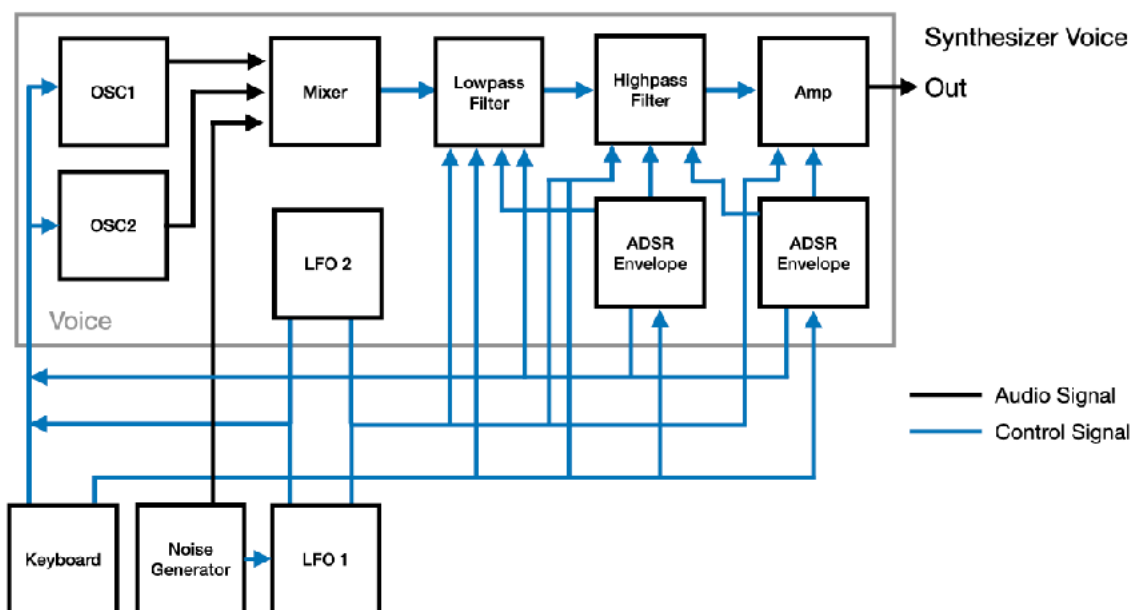 Synthesizer Voice
OSC1
Mixer
Lowpass
Filter
Highpass
Filter
Amp
Out
OSC2
LFO 2
ADSR
Envelope
ADSR
Envelope
Voice
Audio Signal
Control Signal
Keyboard
Noise
Generator
LFO 1